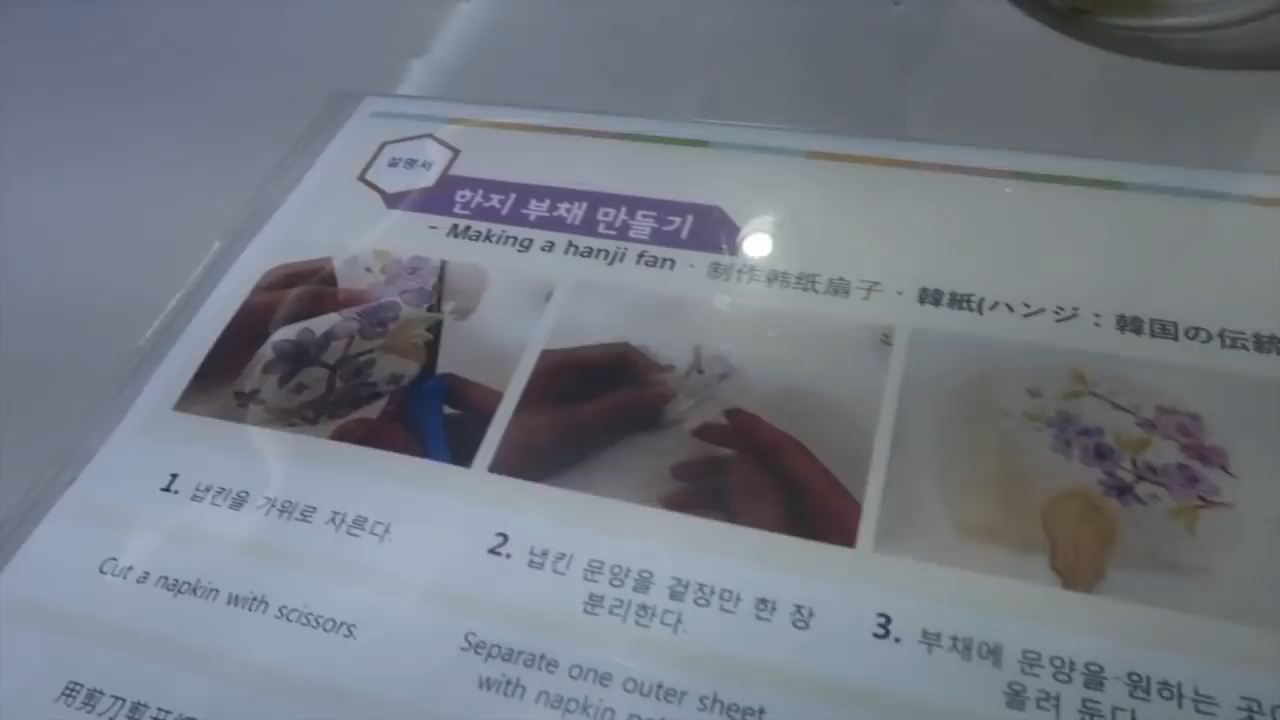 설명서
한지 부채 만들기
- Making a hanji fan · 制作韩纸扇子 · 韓紙(ハンジ：韓国の伝統
1. 냅킨을 가위로 자른다.
Cut a napkin with scissors.
用剪刀剪开
2. 냅킨 문양을 겉장만 한 장
분리한다.
Separate one outer sheet
with napkin
3. 부채에 문양을 원하는
올려 둔다